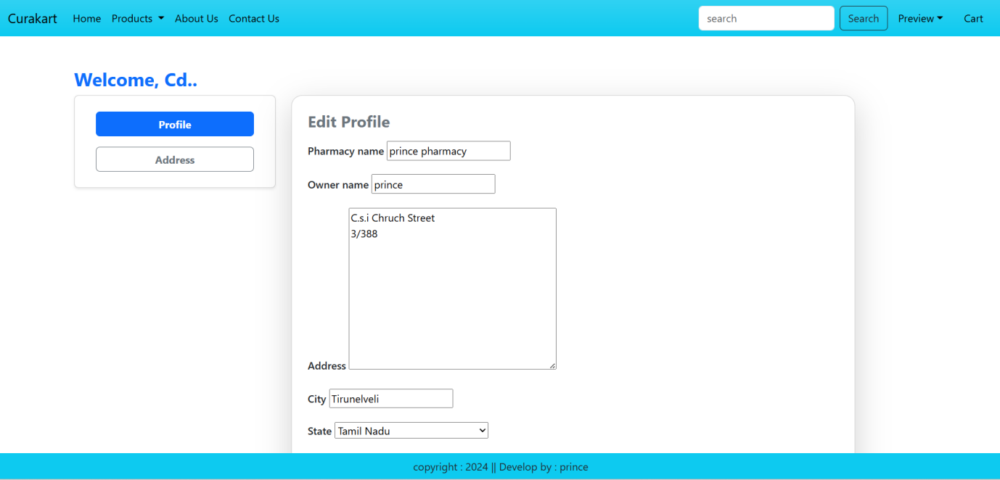 Curakart Home Products About Us Contact Us search Search Preview Cart
Welcome, Cd..
Profile
Address
Edit Profile
Pharmacy name prince pharmacy
Owner name prince
C.s.i Chruch Street
3/388
Address
City Tirunelveli
State Tamil Nadu
copyright : 2024 || Develop by : prince